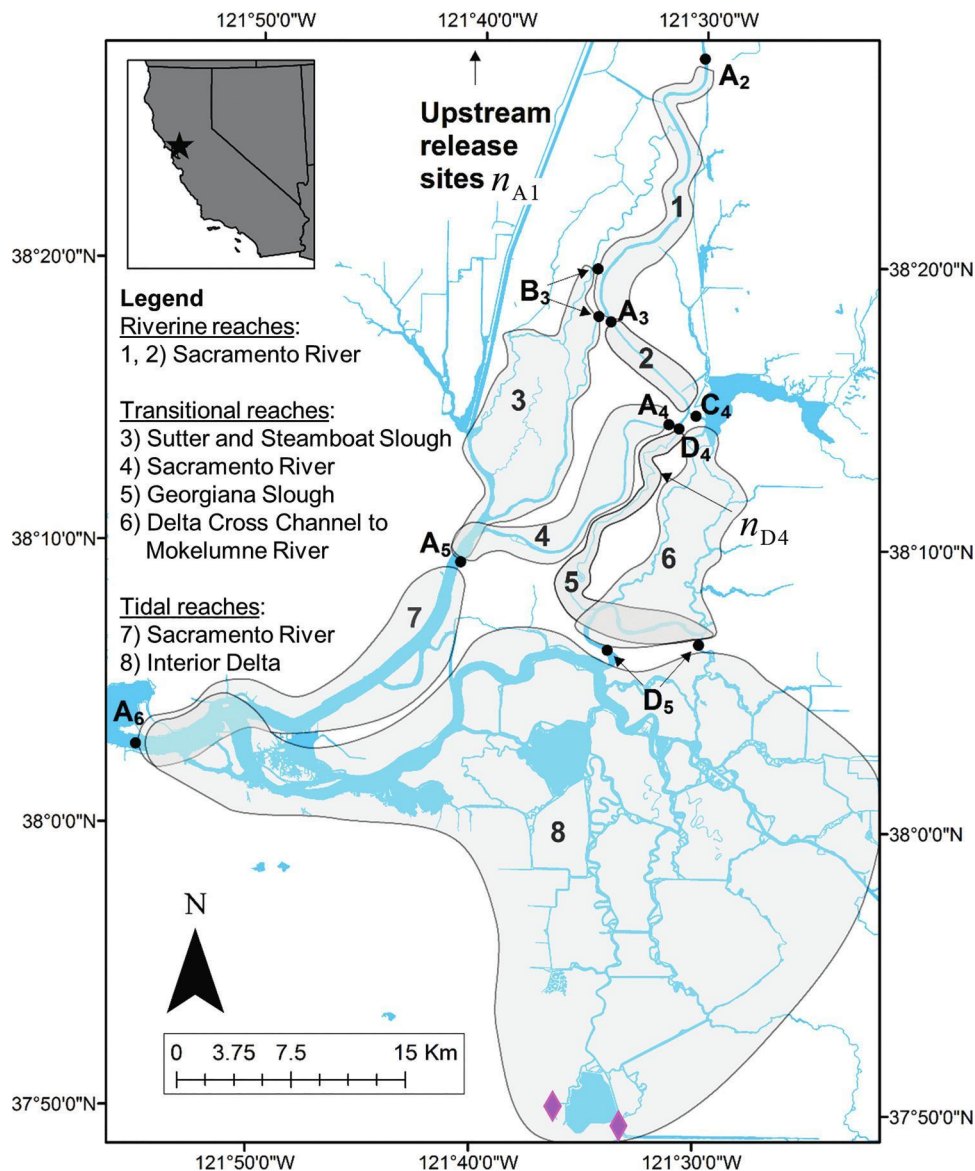 121°50'0"W 121°40'0"W 121°30'0"W
A2
Upstream
release
sites nA1
1
38°20'0"N 38°20'0"N
B3
A3
Legend
Riverine reaches:
1, 2) Sacramento River
2
Transitional reaches:
3) Sutter and Steamboat Slough
4) Sacramento River
5) Georgiana Slough
6) Delta Cross Channel to
Mokelumne River
3
A4
C4
D4
nD4
4
38°10'0"N 38°10'0"N
A5
5
6
Tidal reaches:
7) Sacramento River
8) Interior Delta
7
D5
A6
38°0'0"N 38°0'0"N
8
N
0 3.75 7.5 15 Km
37°50'0"N 37°50'0"N
121°50'0"W 121°40'0"W 121°30'0"W